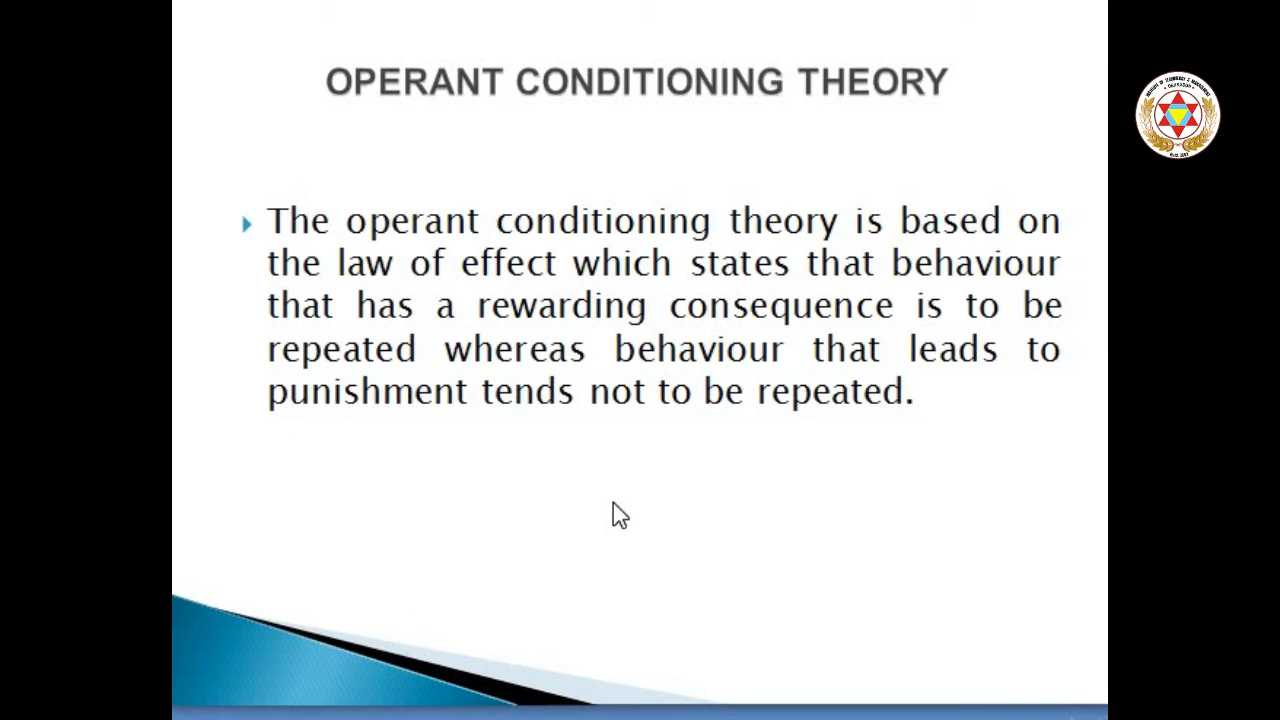 OPERANT CONDITIONING THEORY
The operant conditioning theory is based on
the law of effect which states that behaviour
that has a rewarding consequence is to be
repeated whereas behaviour that leads to
punishment tends not to be repeated.